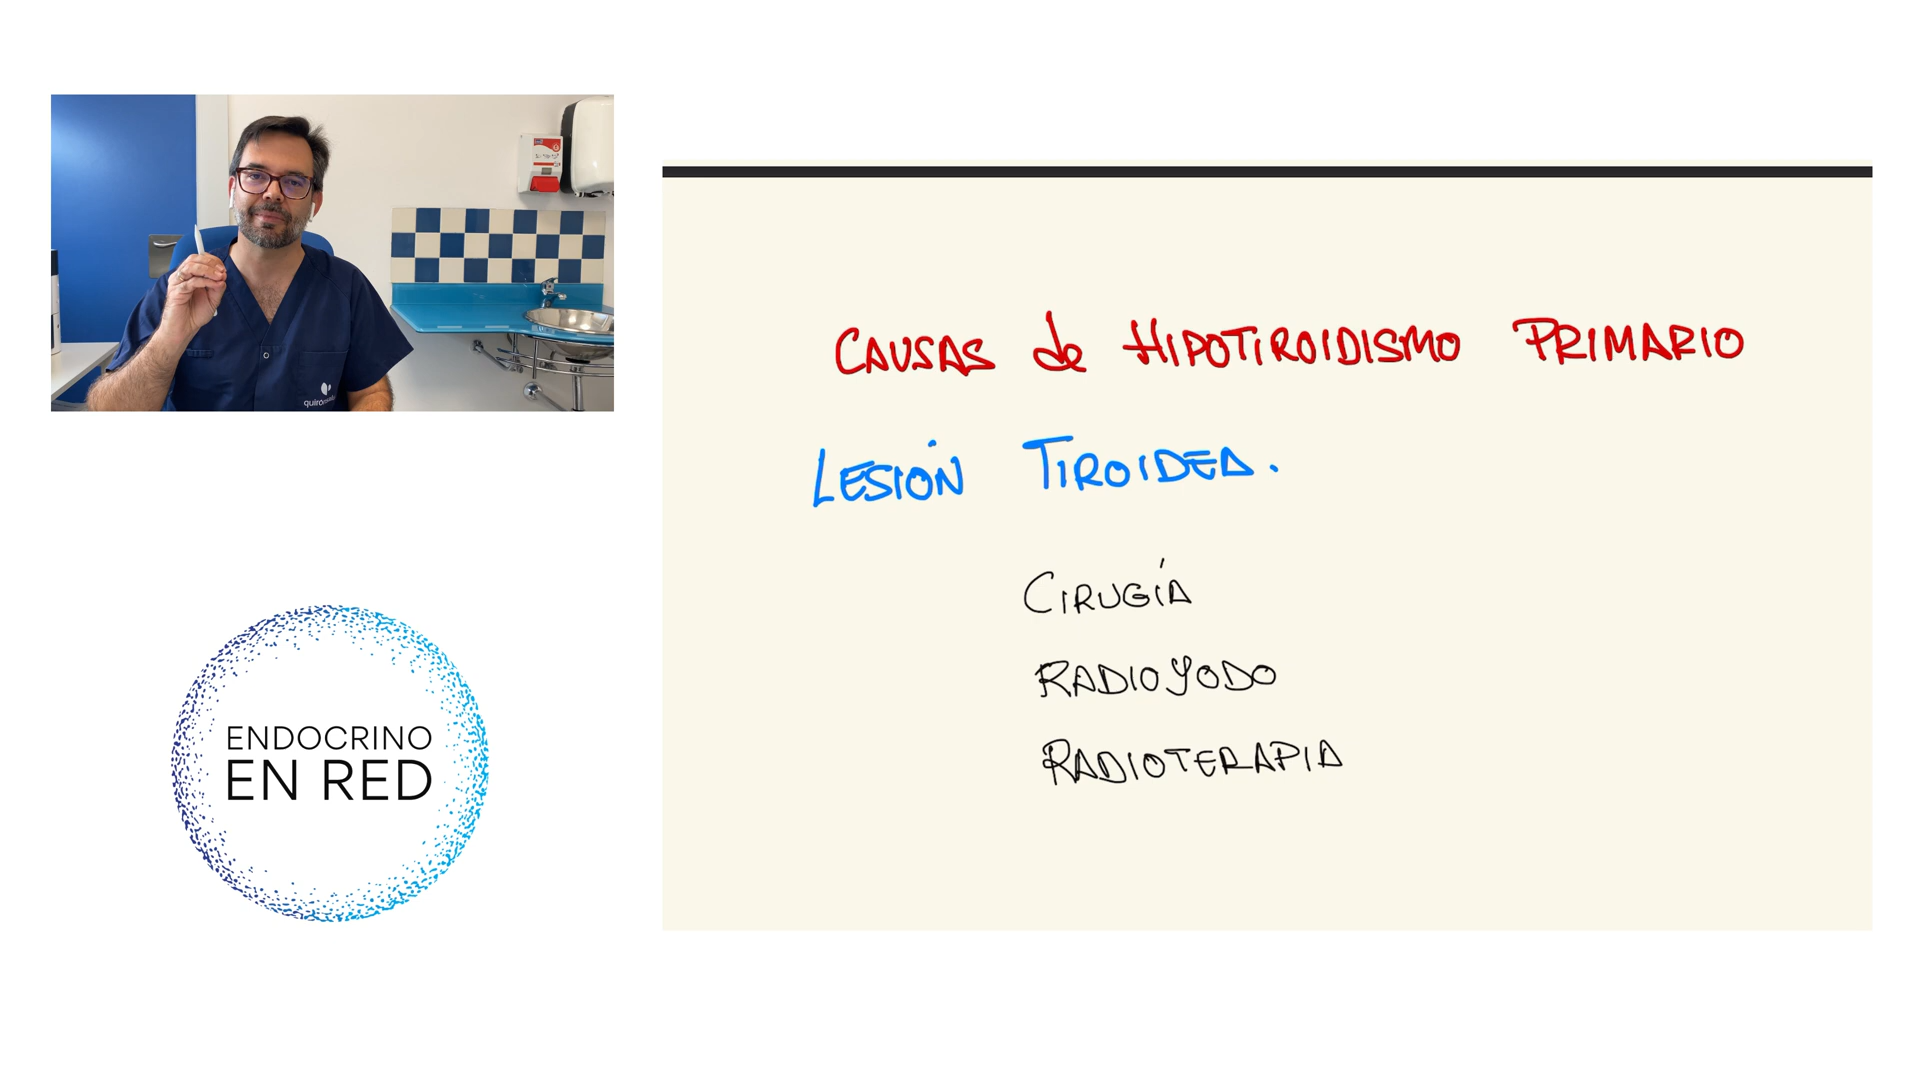 CAUSAS de HIPOTIROIDISMO PRIMARIO
LESIÓN TIROIDEA.
CIRUGÍA
RADIOYODO
RADIOTERAPIA
ENDOCRINO
EN RED